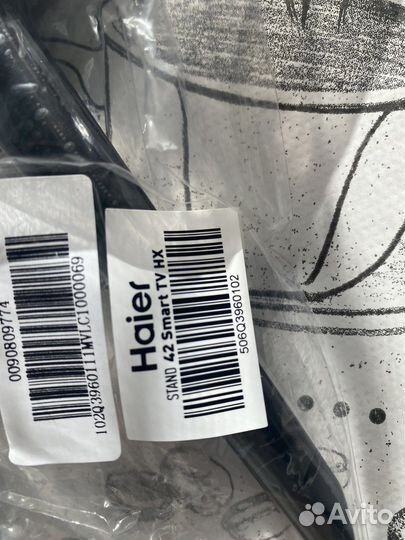 0090809774
102Q3960111MVLC1000069
Haier
STAND 42 Smart TV HX
506Q3960102
Avito